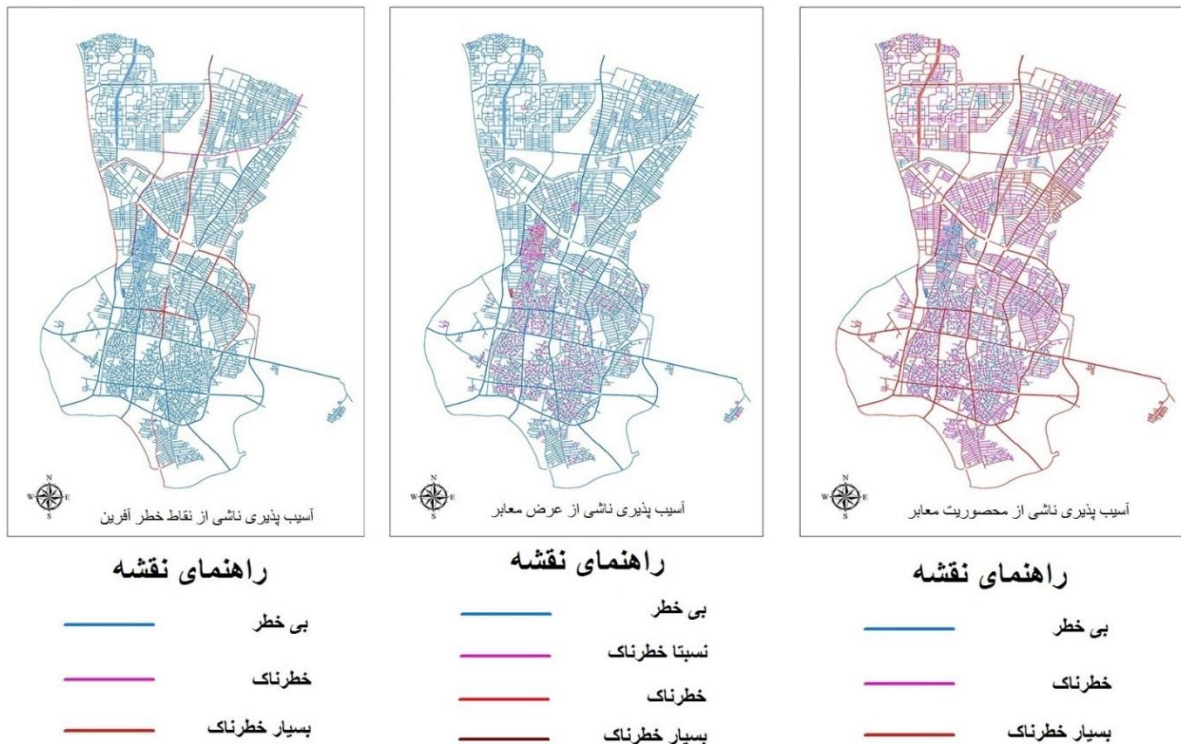 N
W E
S
آسیب پذیری ناشی از نقاط خطر آفرین
راهنمای نقشه
بی خطر
خطرناک
بسیار خطرناک
N
W E
S
آسیب پذیری ناشی از عرض معابر
راهنمای نقشه
بی خطر
نسبتا خطرناک
خطرناک
بسیار خطرناک
N
W E
S
آسیب پذیری ناشی از محصوریت معابر
راهنمای نقشه
بی خطر
خطرناک
بسیار خطرناک